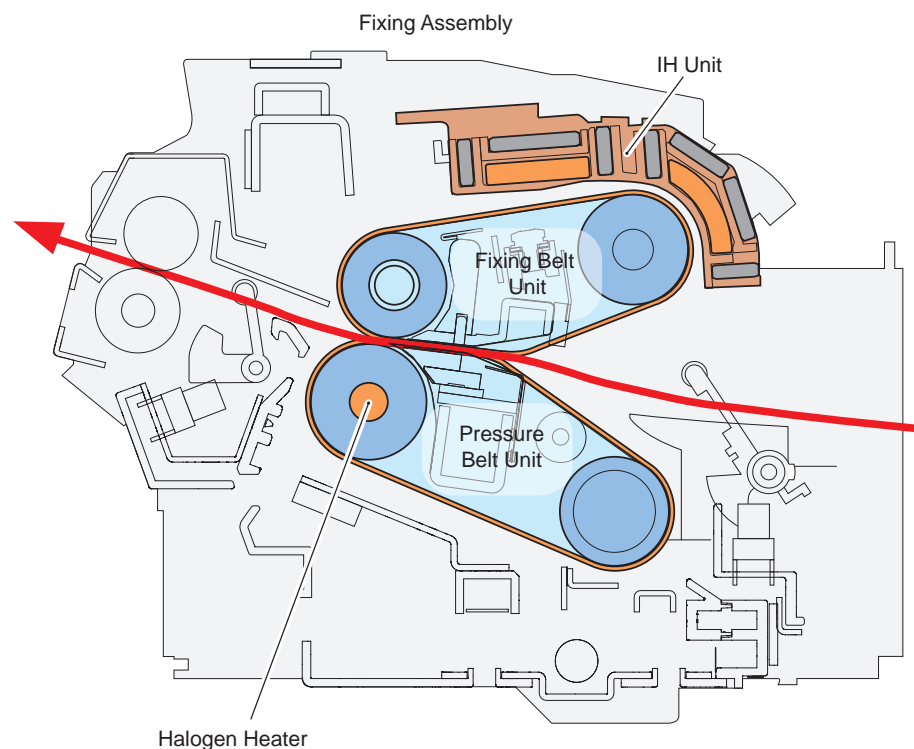 Fixing Assembly
IH Unit
Fixing Belt
Unit
Pressure
Belt Unit
Halogen Heater